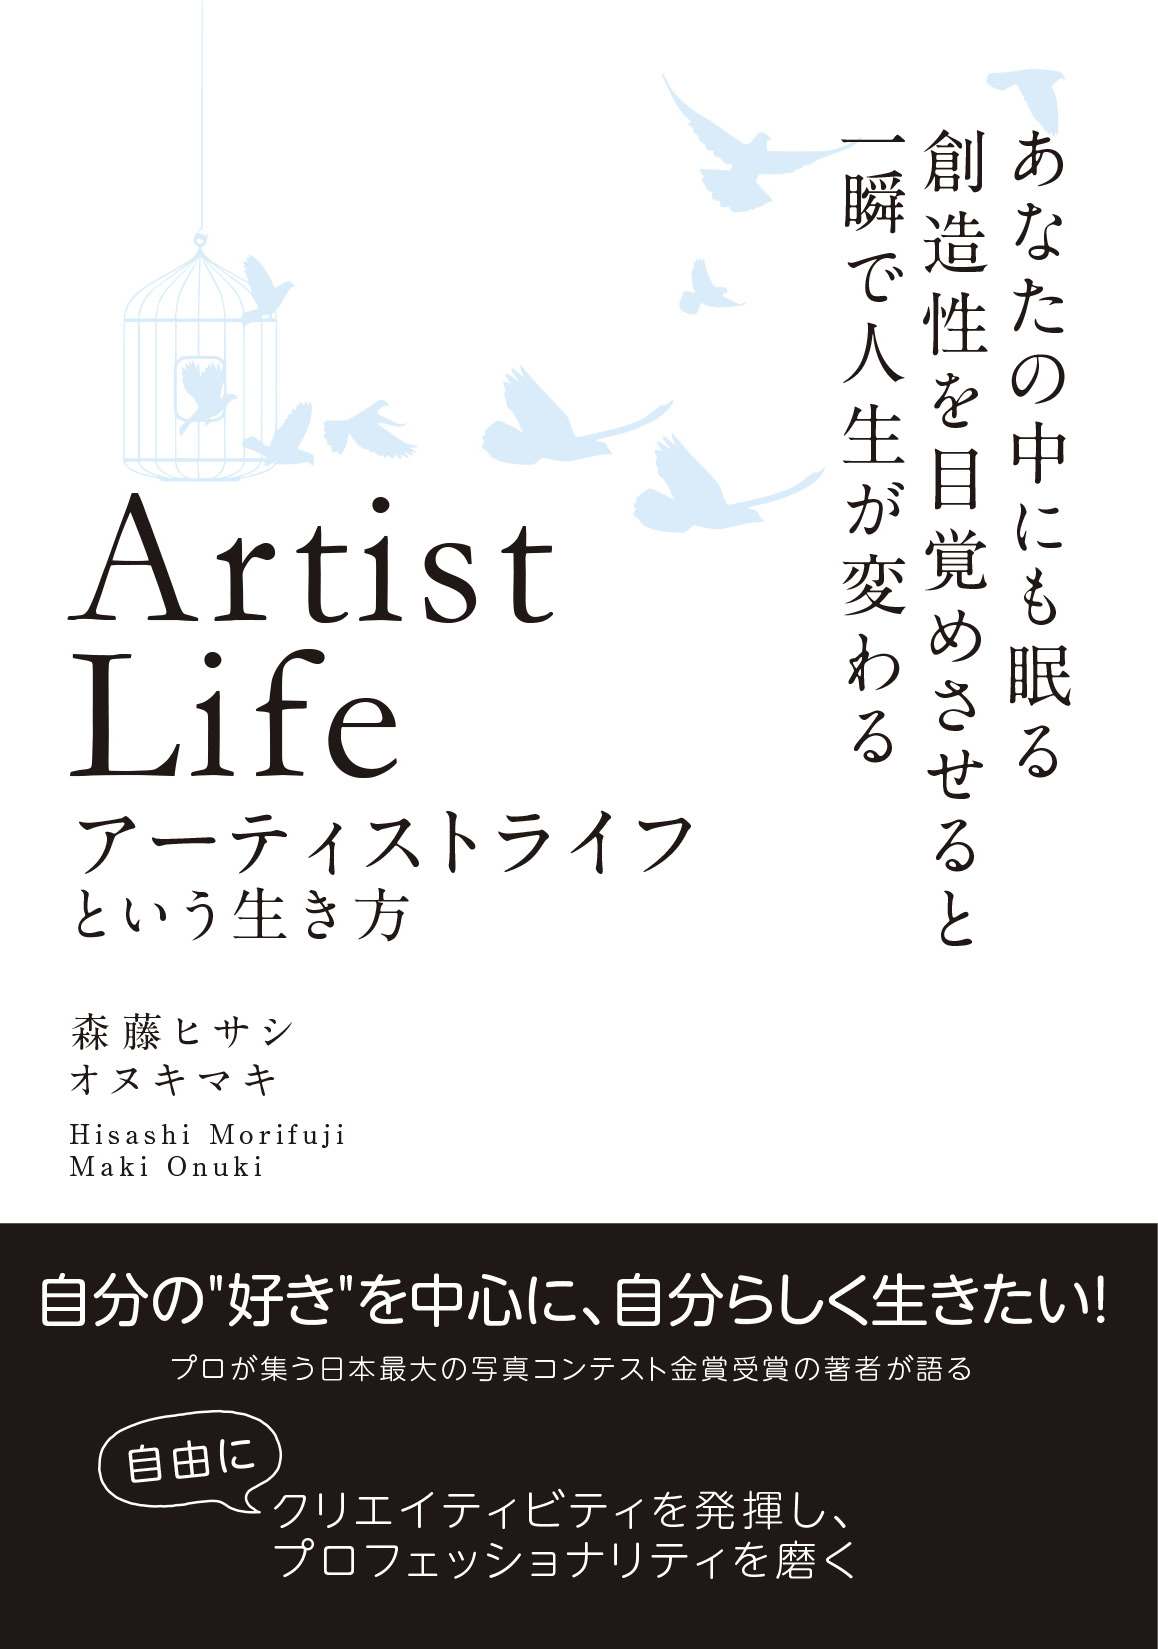 あなたの中にも眠る
創造性を目覚めさせると
一瞬で人生が変わる
Artist
Life
アーティストライフ
という生き方
森藤ヒサシ
オヌキマキ
Hisashi Morifuji
Maki Onuki
自分の"好き"を中心に、自分らしく生きたい!
プロが集う日本最大の写真コンテスト金賞受賞の著者が語る
自由に
クリエイティビティを発揮し、
プロフェッショナリティを磨く